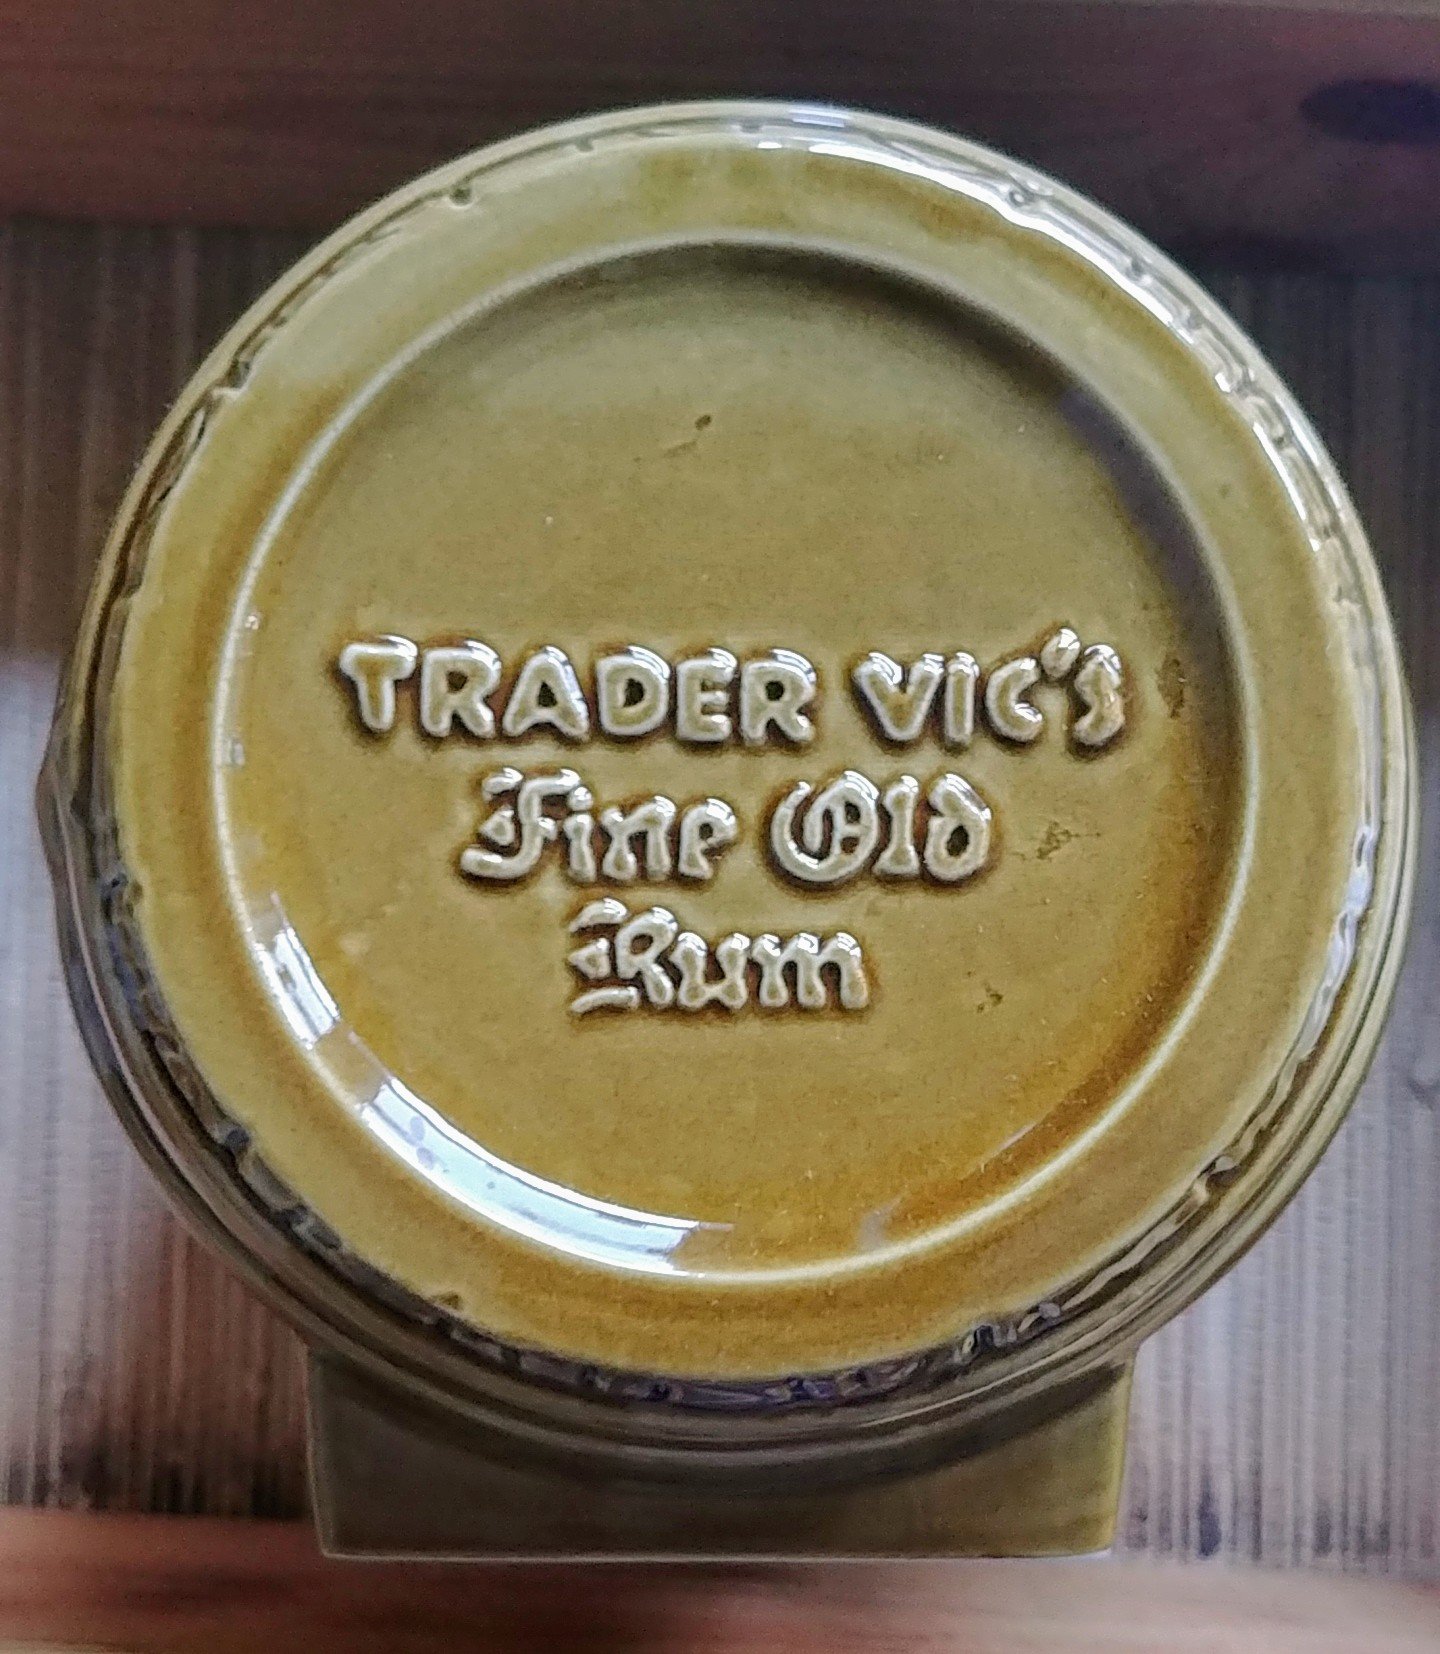 TRADER VIC'S
Fine Old
Rum